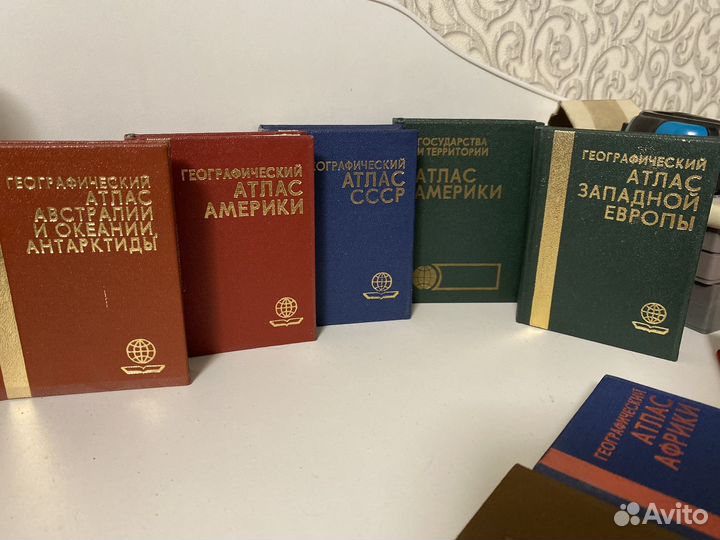 ГЕОГРАФИЧЕСКИЙ
АТЛАС
АВСТРАЛИИ
И ОКЕАНИИ,
АНТАРКТИДЫ
ГЕОГРАФИЧЕСКИЙ
АТЛАС
АМЕРИКИ
ЕОГРАФИЧЕСКИЙ
АТЛАС
СССР
ГОСУДАРСТВА
И ТЕРРИТОРИИ
АТЛАС
АМЕРИКИ
ГЕОГРАФИЧЕСКИЙ
АТЛАС
ЗАПАДНОЙ
ЕВРОПЫ
ГЕОГРАФИЧЕСКИЙ
АТЛАС
АФРИКИ
Avito